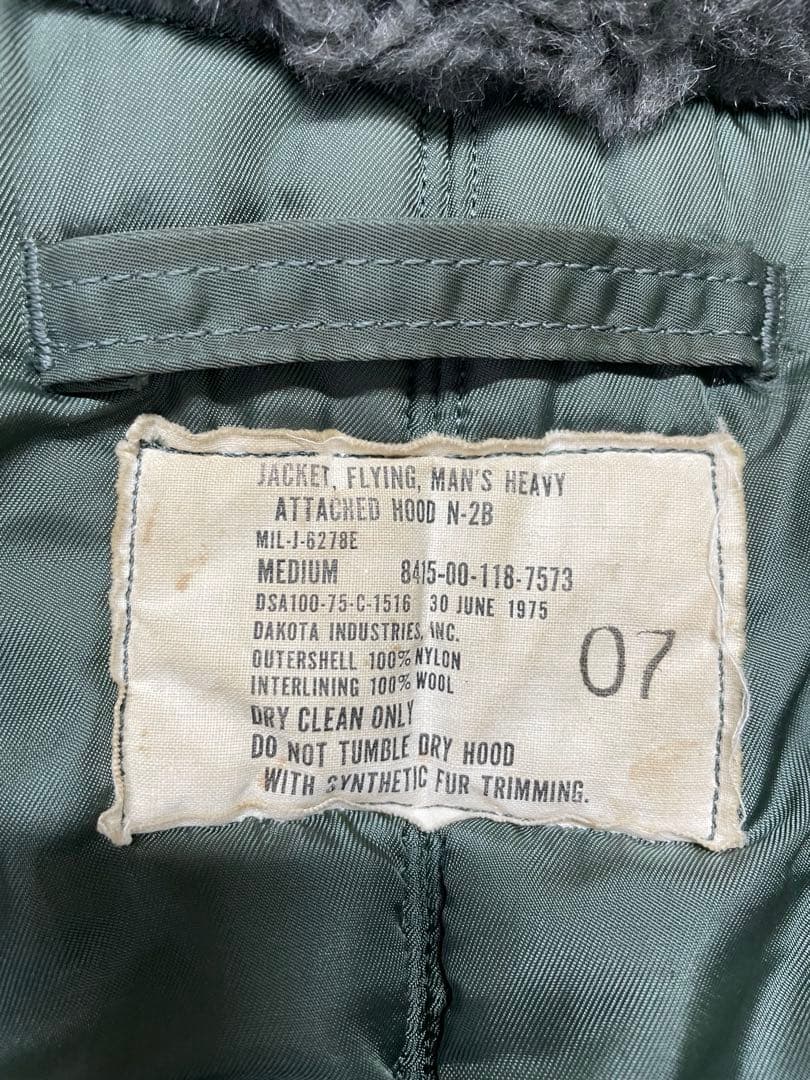 JACKET, FLYING, MAN'S HEAVY
ATTACHED HOOD N-2B
MIL-J-6278E
MEDIUM 8415-00-118-7573
DSA100-75-C-1516 30 JUNE 1975
DAKOTA INDUSTRIES, INC.
OUTERSHELL 100% NYLON
INTERLINING 100% WOOL
07
DRY CLEAN ONLY
DO NOT TUMBLE DRY HOOD
WITH SYNTHETIC FUR TRIMMING.